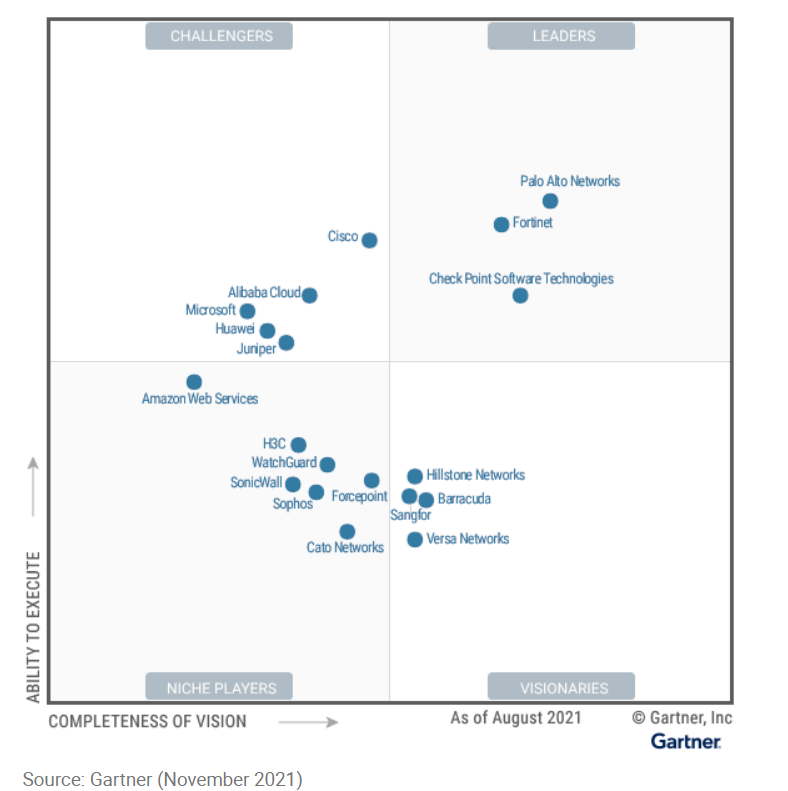 CHALLENGERS
LEADERS
Palo Alto Networks
Fortinet
Cisco
Check Point Software Technologies
Alibaba Cloud
Microsoft
Huawei
Juniper
Amazon Web Services
H3C
WatchGuard
Hillstone Networks
SonicWall
Forcepoint
Barracuda
Sophos
Sangfor
Versa Networks
Cato Networks
ABILITY TO EXECUTE
NICHE PLAYERS
VISIONARIES
COMPLETENESS OF VISION
As of August 2021
© Gartner, Inc
Gartner.
Source: Gartner (November 2021)